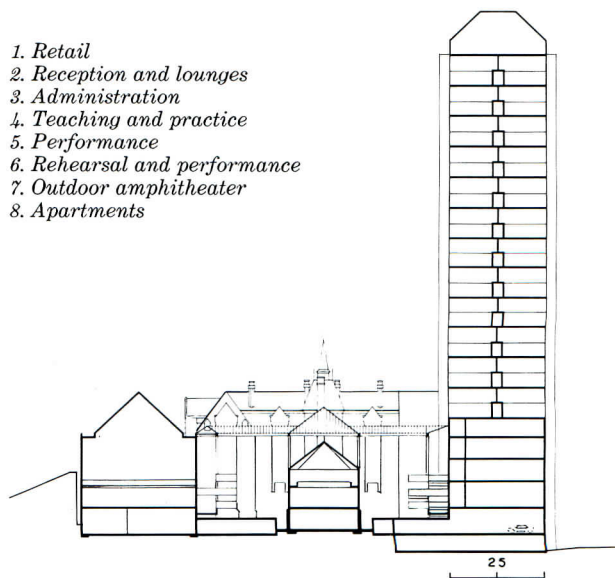 1. Retail
2. Reception and lounges
3. Administration
4. Teaching and practice
5. Performance
6. Rehearsal and performance
7. Outdoor amphitheater
8. Apartments
25